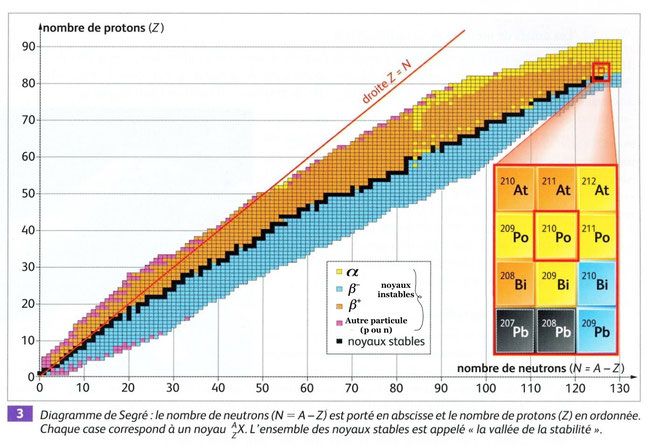 nombre de protons (Z)
90
80
70
60
50
40
30
20
10
0
droite Z = N
210At 211At 212At
209Po 210Po 211Po
208Bi 209Bi 210Bi
207Pb 208Pb 209Pb
α
β⁻
β⁺
noyaux
instables
Autre particule
(p ou n)
noyaux stables
nombre de neutrons (N = A – Z)
0 10 20 30 40 50 60 70 80 90 100 110 120 130
3 Diagramme de Segré : le nombre de neutrons (N = A – Z) est porté en abscisse et le nombre de protons (Z) en ordonnée.
Chaque case correspond à un noyau A Z X. L'ensemble des noyaux stables est appelé « la vallée de la stabilité ».